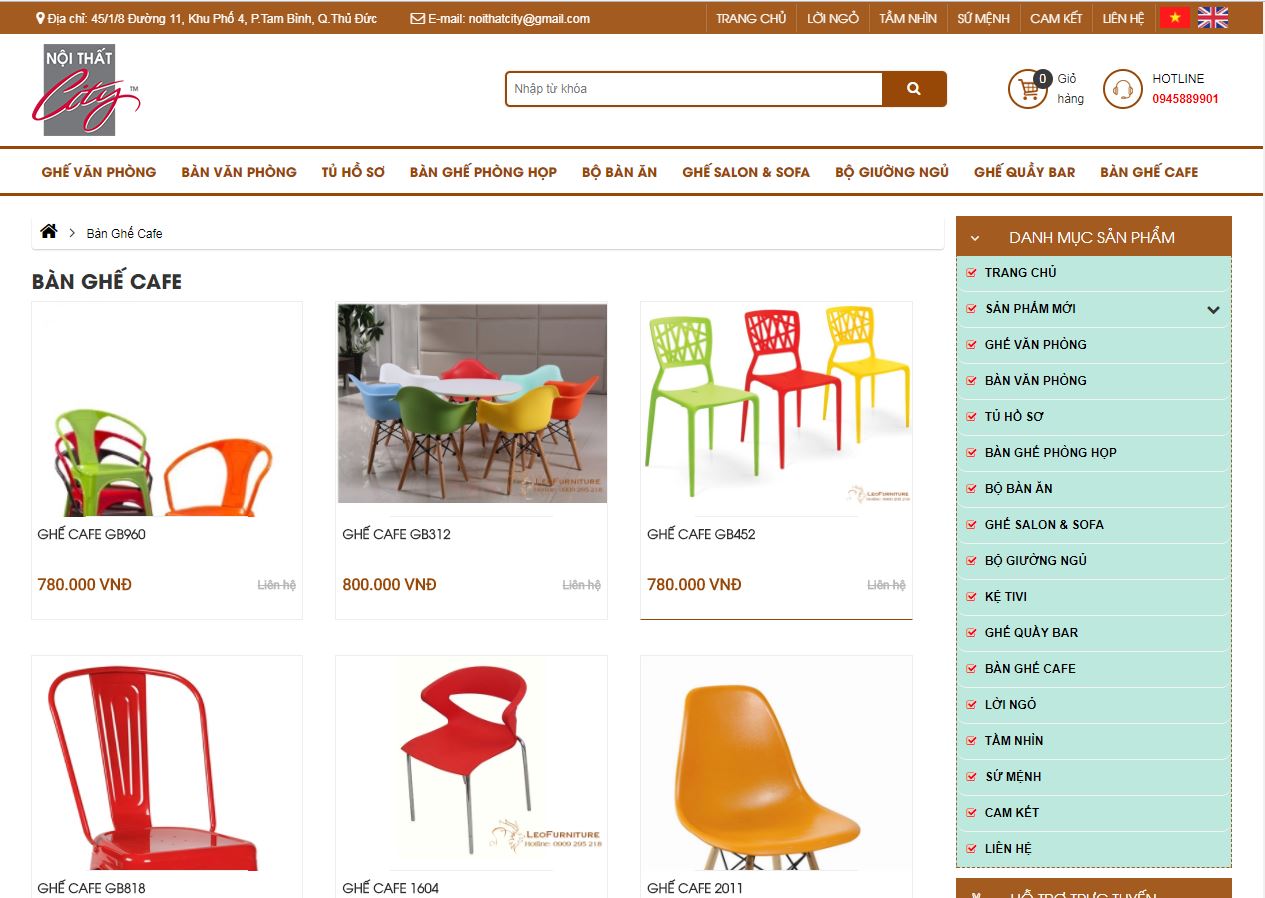 Địa chỉ: 45/1/8 Đường 11, Khu Phố 4, P.Tam Bình, Q.Thủ Đức
E-mail: noithatcity@gmail.com
TRANG CHỦ
LỜI NGỎ
TẦM NHÌN
SỨ MỆNH
CAM KẾT
LIÊN HỆ
NỘI THẤT
City ™
Nhập từ khóa
0
Giỏ
hàng
HOTLINE
0945889901
GHẾ VĂN PHÒNG
BÀN VĂN PHÒNG
TỦ HỒ SƠ
BÀN GHẾ PHÒNG HỌP
BỘ BÀN ĂN
GHẾ SALON & SOFA
BỘ GIƯỜNG NGỦ
GHẾ QUẦY BAR
BÀN GHẾ CAFE
Bàn Ghế Cafe
BÀN GHẾ CAFE
LEOFURNITURE
Hotline: 0909 295 218
LEOFURNITURE
Hotline: 0909 295 218
GHẾ CAFE GB960
GHẾ CAFE GB312
GHẾ CAFE GB452
780.000 VNĐ
Liên hệ
800.000 VNĐ
Liên hệ
780.000 VNĐ
Liên hệ
LEOFURNITURE
Hotline: 0909 295 218
GHẾ CAFE GB818
GHẾ CAFE 1604
GHẾ CAFE 2011
DANH MỤC SẢN PHẨM
TRANG CHỦ
SẢN PHẨM MỚI
GHẾ VĂN PHÒNG
BÀN VĂN PHÒNG
TỦ HỒ SƠ
BÀN GHẾ PHÒNG HỌP
BỘ BÀN ĂN
GHẾ SALON & SOFA
BỘ GIƯỜNG NGỦ
KỆ TIVI
GHẾ QUẦY BAR
BÀN GHẾ CAFE
LỜI NGỎ
TẦM NHÌN
SỨ MỆNH
CAM KẾT
LIÊN HỆ
HỖ TRỢ TRỰC TUYẾN